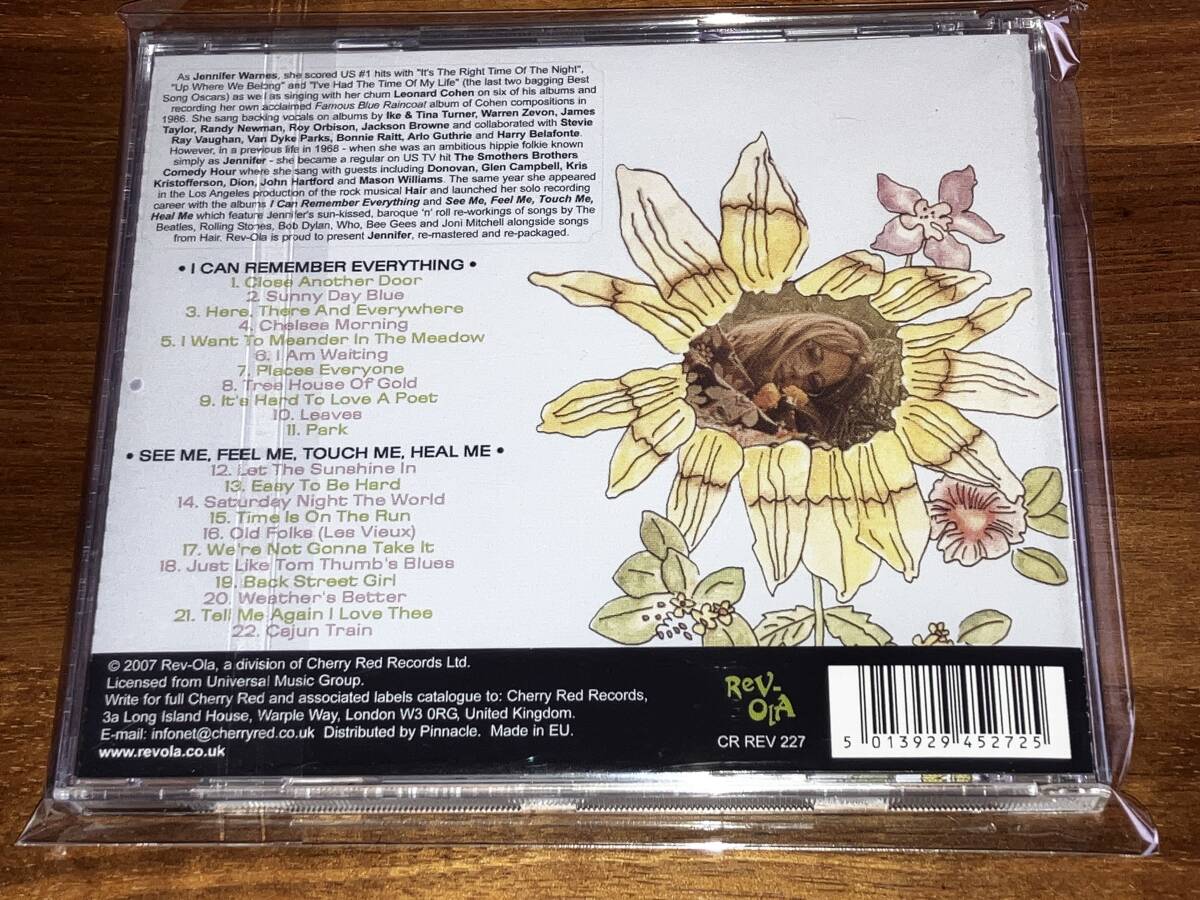 As Jennifer Warnes, she scored US #1 hits with "It's The Right Time Of The Night",
"Up Where We Belong" and "I've Had The Time Of My Life" (the last two bagging Best
Song Oscars) as well as singing with her chum Leonard Cohen on six of his albums and
recording her own acclaimed Famous Blue Raincoat album of Cohen compositions in
1986. She sang backing vocals on albums by Ike & Tina Turner, Warren Zevon, James
Taylor, Randy Newman, Roy Orbison, Jackson Browne and collaborated with Stevie
Ray Vaughan, Van Dyke Parks, Bonnie Raitt, Arlo Guthrie and Harry Belafonte.
However, in a previous life in 1968 - when she was an ambitious hippie folkie known
simply as Jennifer - she became a regular on US TV hit The Smothers Brothers
Comedy Hour where she sang with guests including Donovan, Glen Campbell, Kris
Kristofferson, Dion, John Hartford and Mason Williams. The same year she appeared
in the Los Angeles production of the rock musical Hair and launched her solo recording
career with the albums I Can Remember Everything and See Me, Feel Me, Touch Me,
Heal Me which feature Jennifer's sun-kissed, baroque 'n' roll re-workings of songs by The
Beatles, Rolling Stones, Bob Dylan, Who, Bee Gees and Joni Mitchell alongside songs
from Hair. Rev-Ola is proud to present Jennifer, re-mastered and re-packaged.
• I CAN REMEMBER EVERYTHING •
1. Close Another Door
2. Sunny Day Blue
3. Here, There And Everywhere
4. Chelsea Morning
5. I Want To Meander In The Meadow
6. I Am Waiting
7. Places Everyone
8. Tree House Of Gold
9. It's Hard To Love A Poet
10. Leaves
11. Park
• SEE ME, FEEL ME, TOUCH ME, HEAL ME •
12. Let The Sunshine In
13. Easy To Be Hard
14. Saturday Night The World
15. Time Is On The Run
16. Old Folks (Les Vieux)
17. We're Not Gonna Take It
18. Just Like Tom Thumb's Blues
19. Back Street Girl
20. Weather's Better
21. Tell Me Again I Love Thee
22. Cajun Train
© 2007 Rev-Ola, a division of Cherry Red Records Ltd.
Licensed from Universal Music Group.
Write for full Cherry Red and associated labels catalogue to: Cherry Red Records,
3a Long Island House, Warple Way, London W3 0RG, United Kingdom.
E-mail: infonet@cherryred.co.uk Distributed by Pinnacle. Made in EU.
www.revola.co.uk
ReV-
OLA
CR REV 227
5 013929 452725